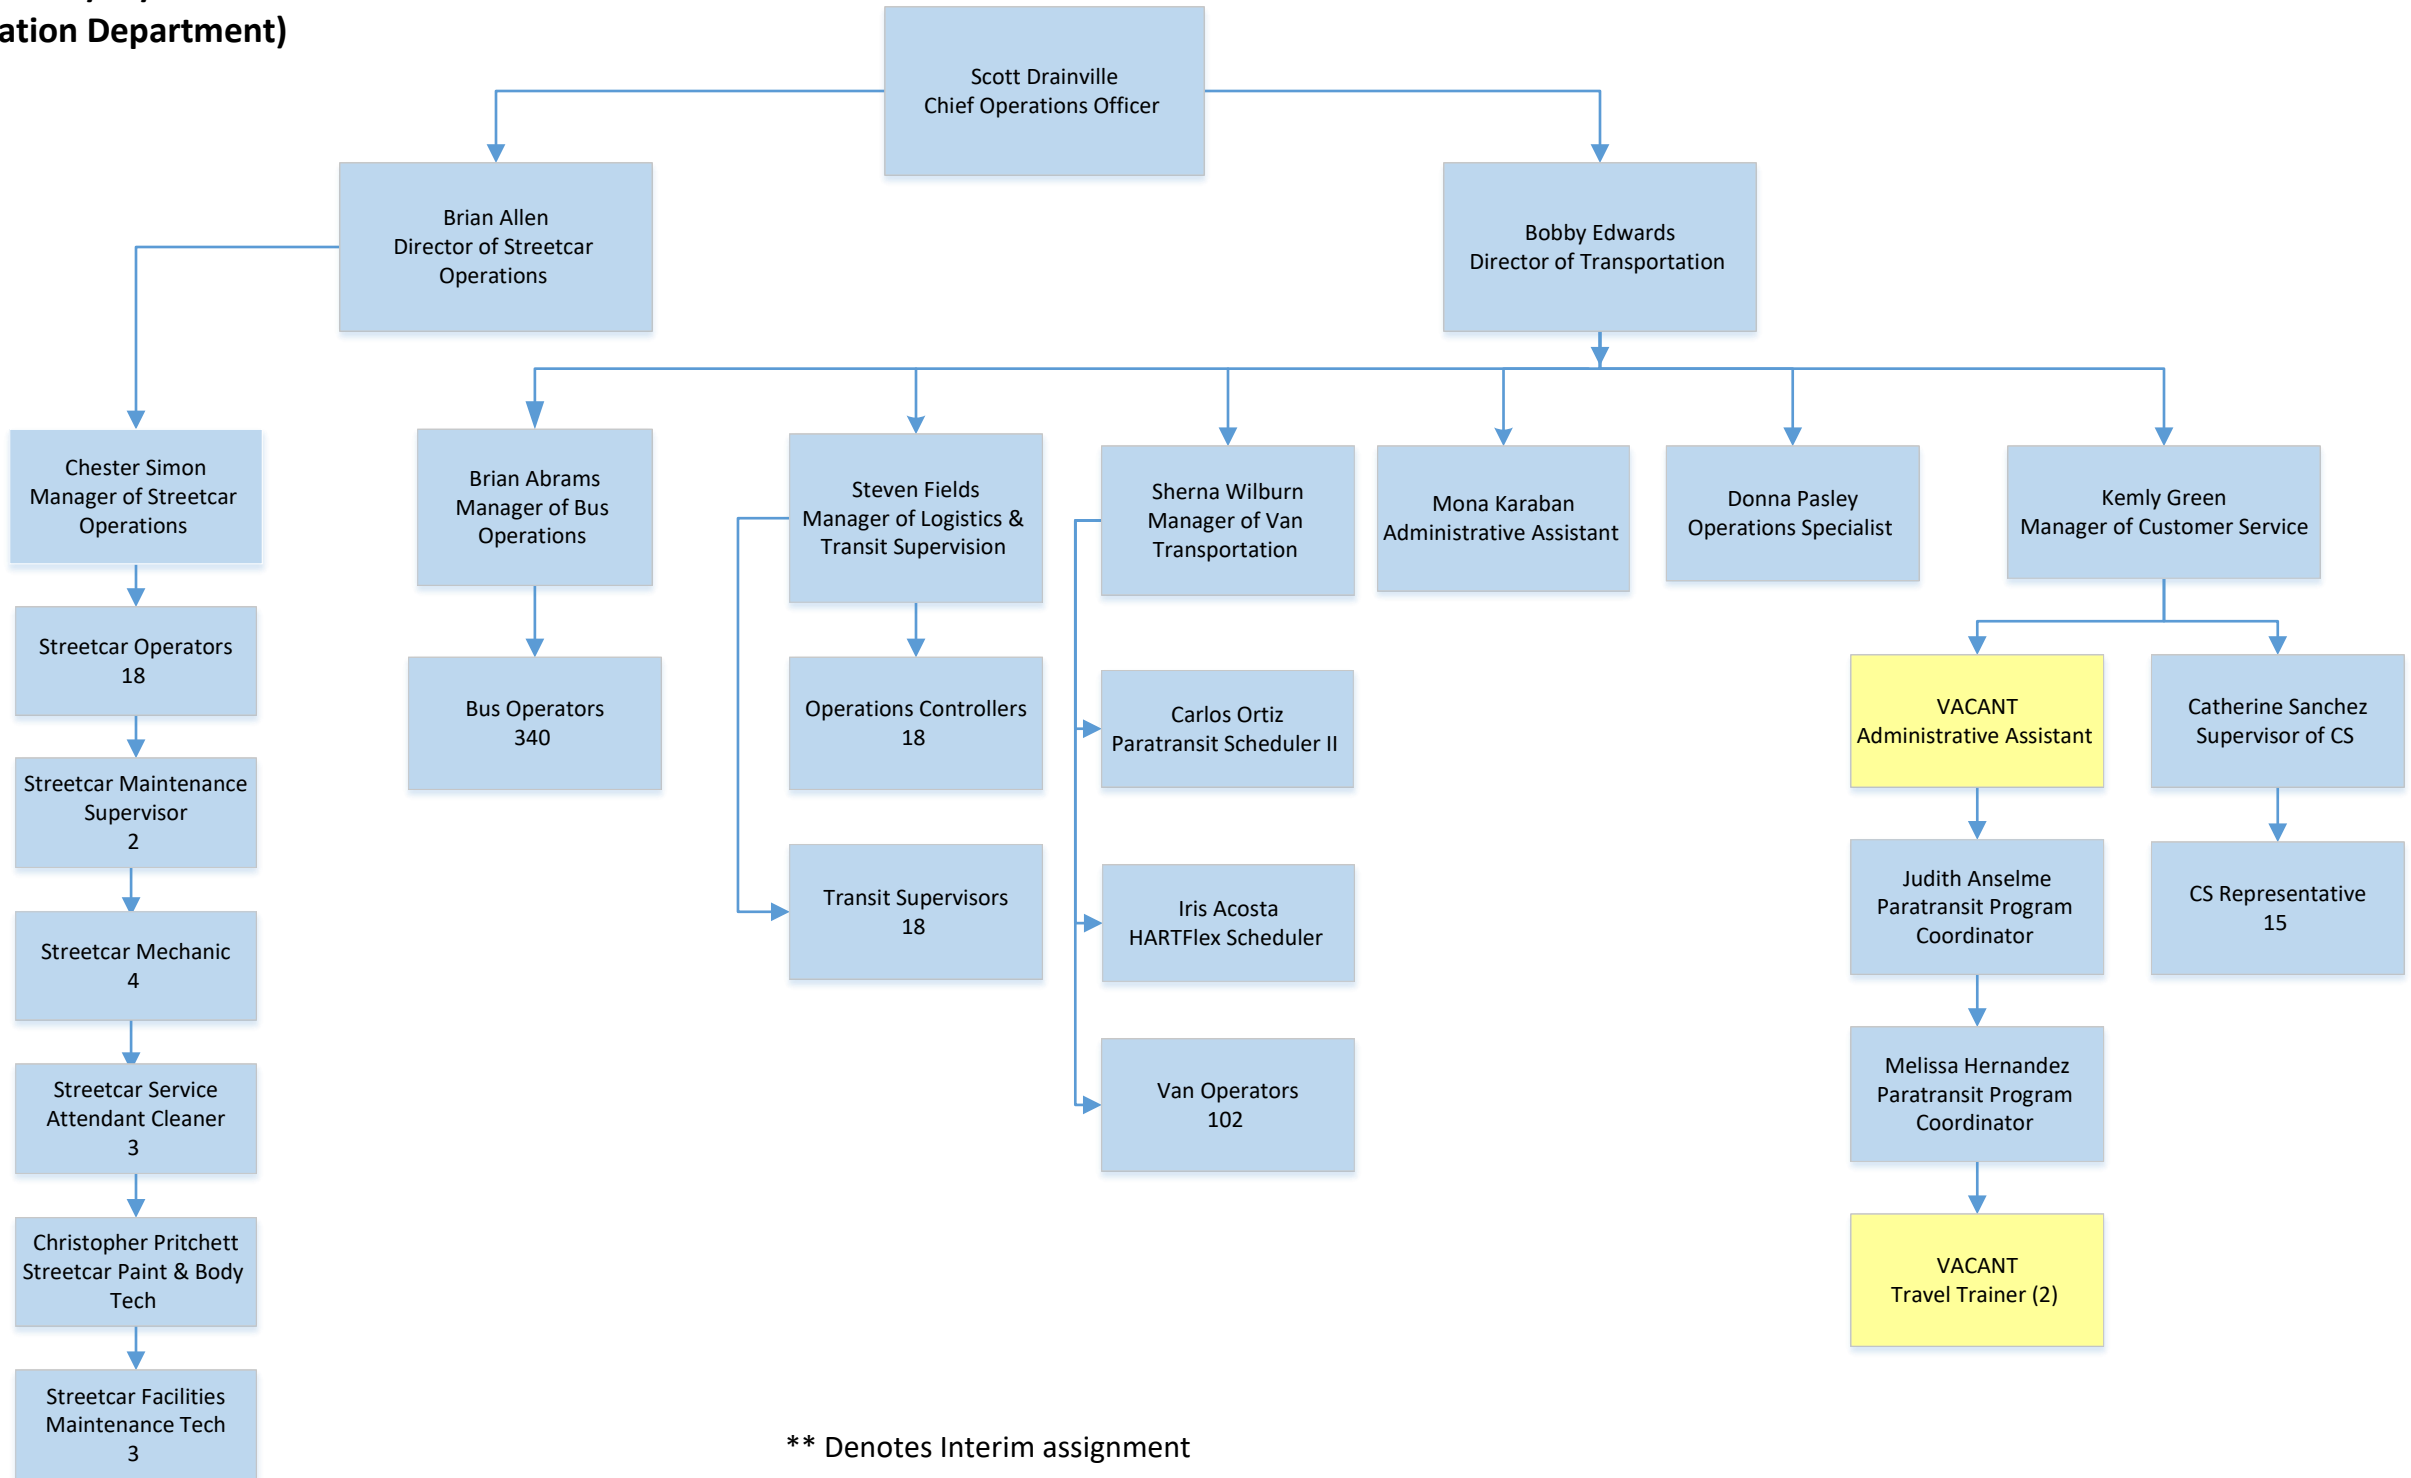 ation Department)
Scott Drainville
Chief Operations Officer
Brian Allen
Director of Streetcar
Operations
Bobby Edwards
Director of Transportation
Chester Simon
Manager of Streetcar
Operations
Brian Abrams
Manager of Bus
Operations
Steven Fields
Manager of Logistics &
Transit Supervision
Sherna Wilburn
Manager of Van
Transportation
Mona Karaban
Administrative Assistant
Donna Pasley
Operations Specialist
Kemly Green
Manager of Customer Service
Streetcar Operators
18
Bus Operators
340
Operations Controllers
18
Carlos Ortiz
Paratransit Scheduler II
VACANT
Administrative Assistant
Catherine Sanchez
Supervisor of CS
Streetcar Maintenance
Supervisor
2
Transit Supervisors
18
Iris Acosta
HARTFlex Scheduler
Judith Anselme
Paratransit Program
Coordinator
CS Representative
15
Streetcar Mechanic
4
Streetcar Service
Attendant Cleaner
3
Van Operators
102
Melissa Hernandez
Paratransit Program
Coordinator
Christopher Pritchett
Streetcar Paint & Body
Tech
VACANT
Travel Trainer (2)
Streetcar Facilities
Maintenance Tech
3
** Denotes Interim assignment